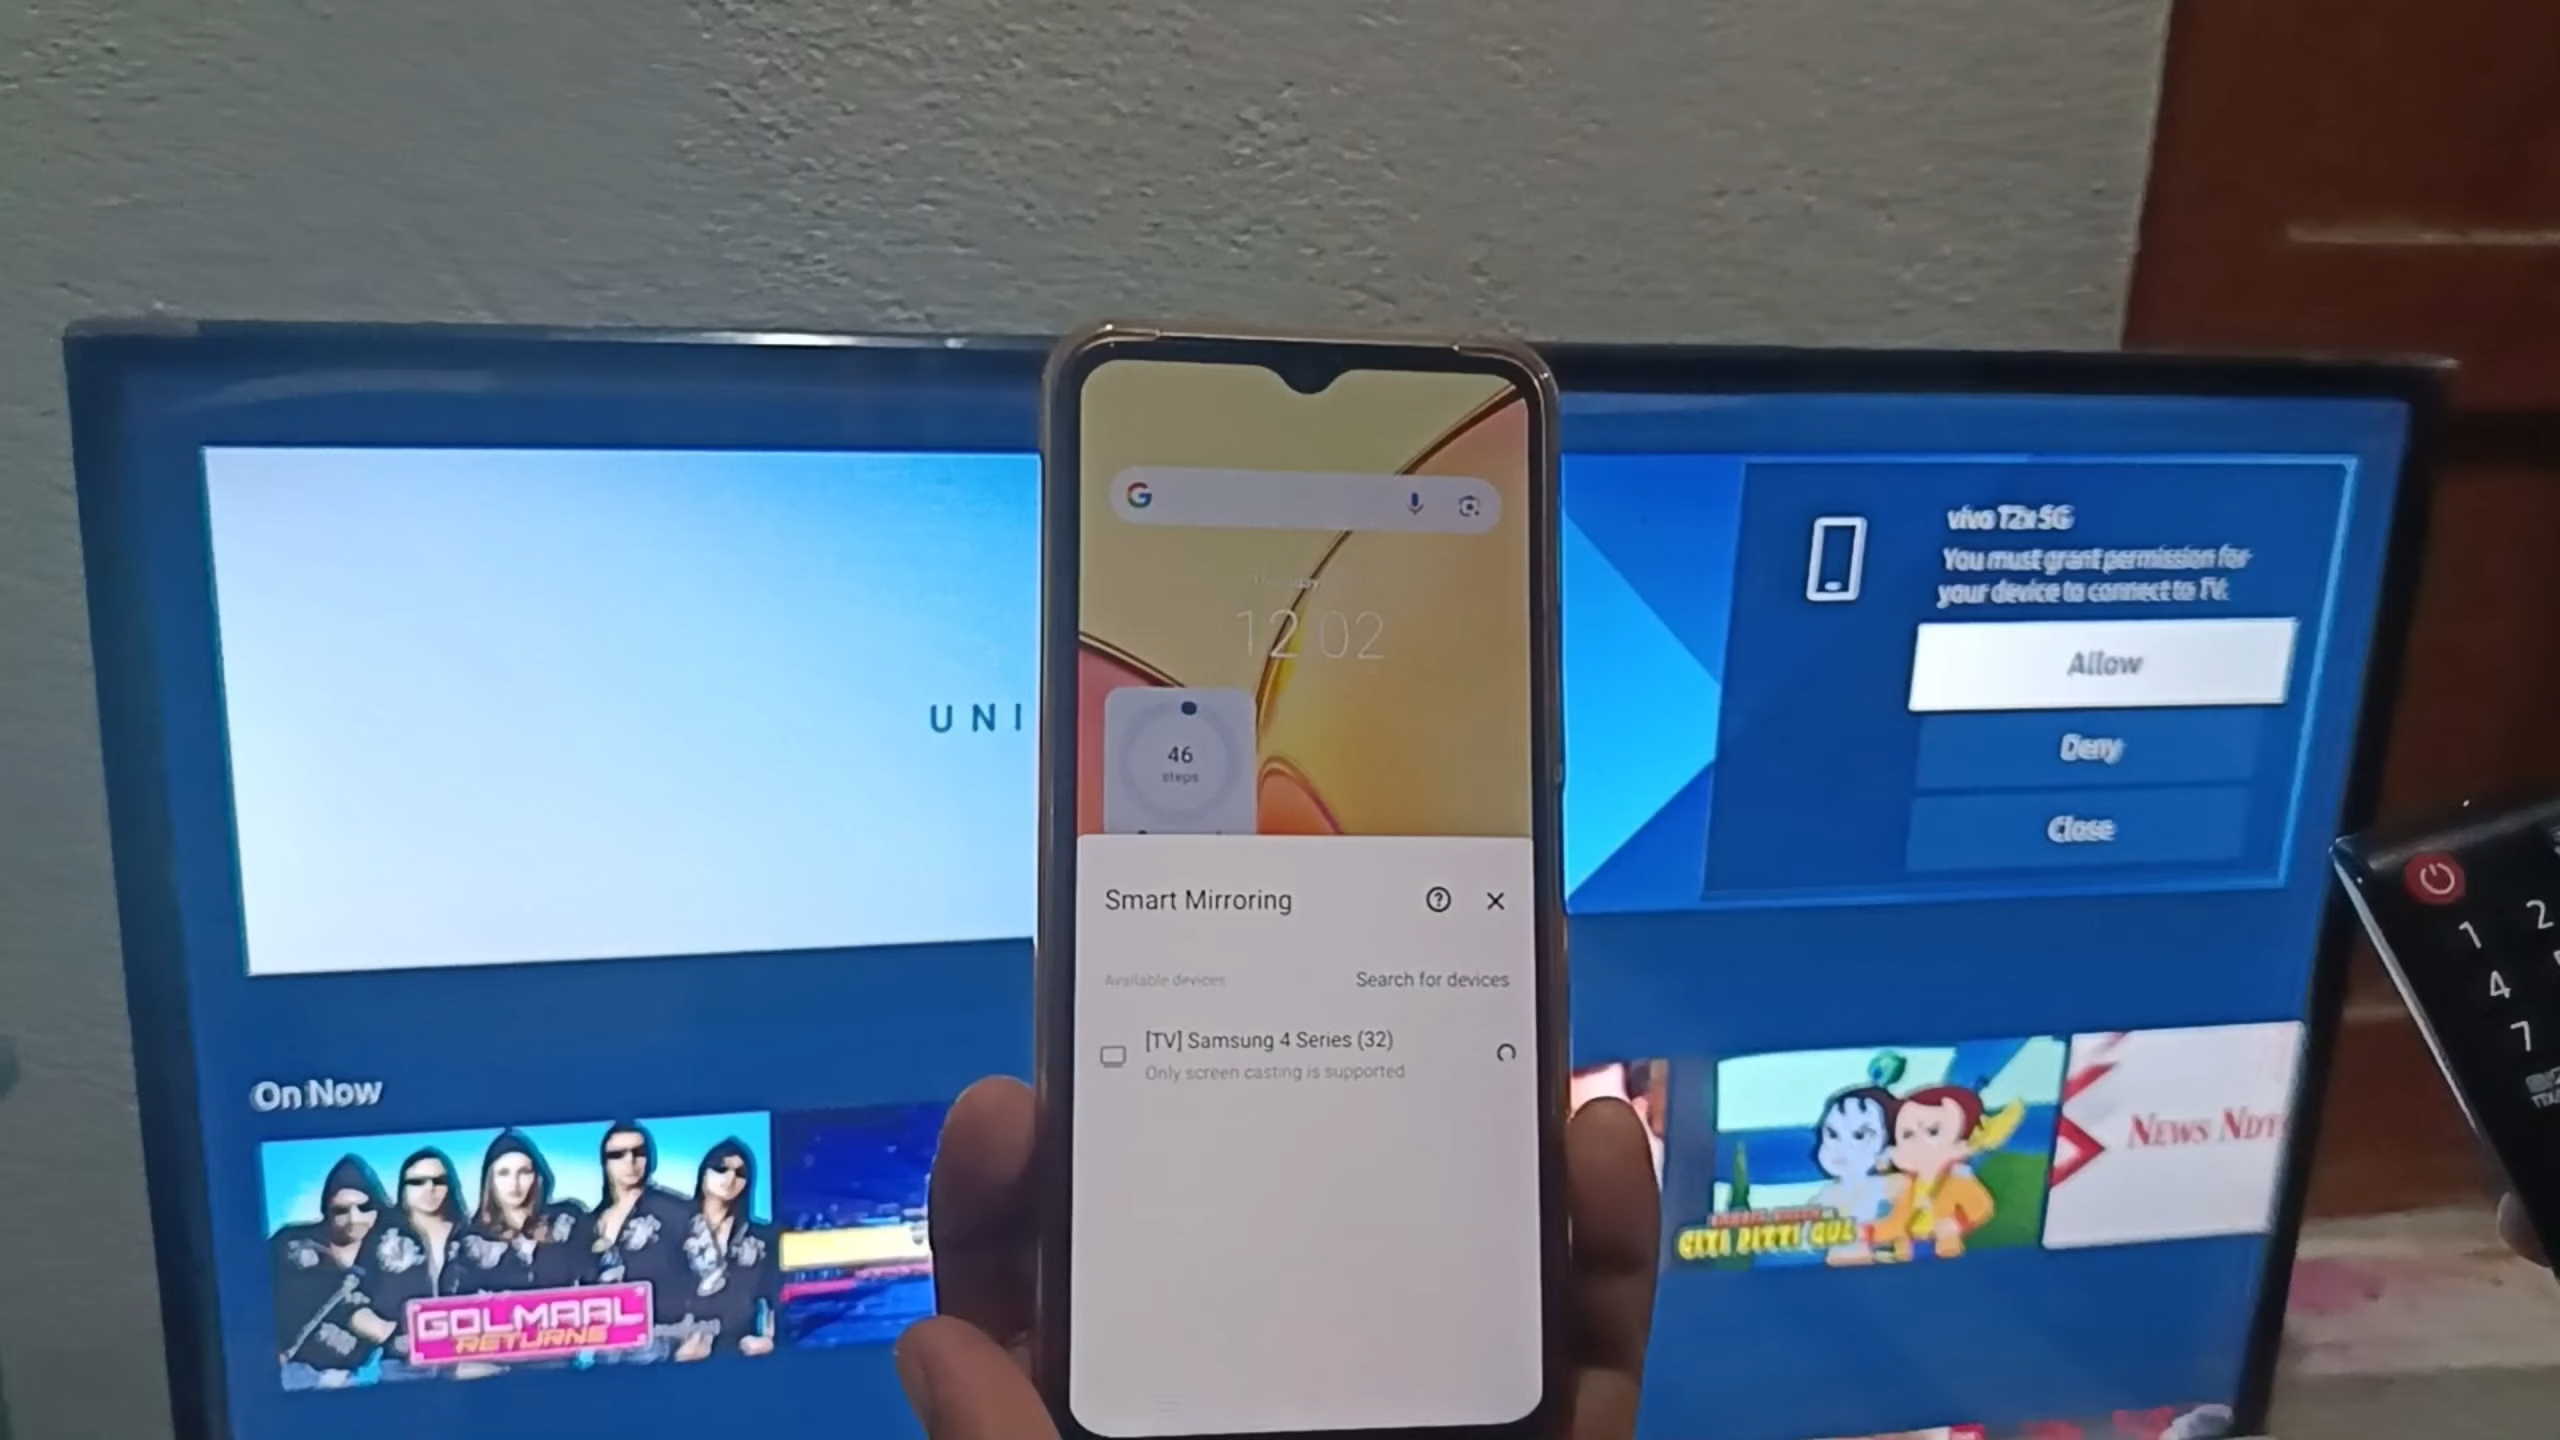 vivo T2x 5G
You must grant permission for
your device to connect to TV.
Allow
Deny
Close
UNI
Thursday
12:02
46
steps
Smart Mirroring
Available devices
Search for devices
[TV] Samsung 4 Series (32)
Only screen casting is supported
On Now
GOLMAAL
RETURNS
NEWS NDT
1 2
4
7